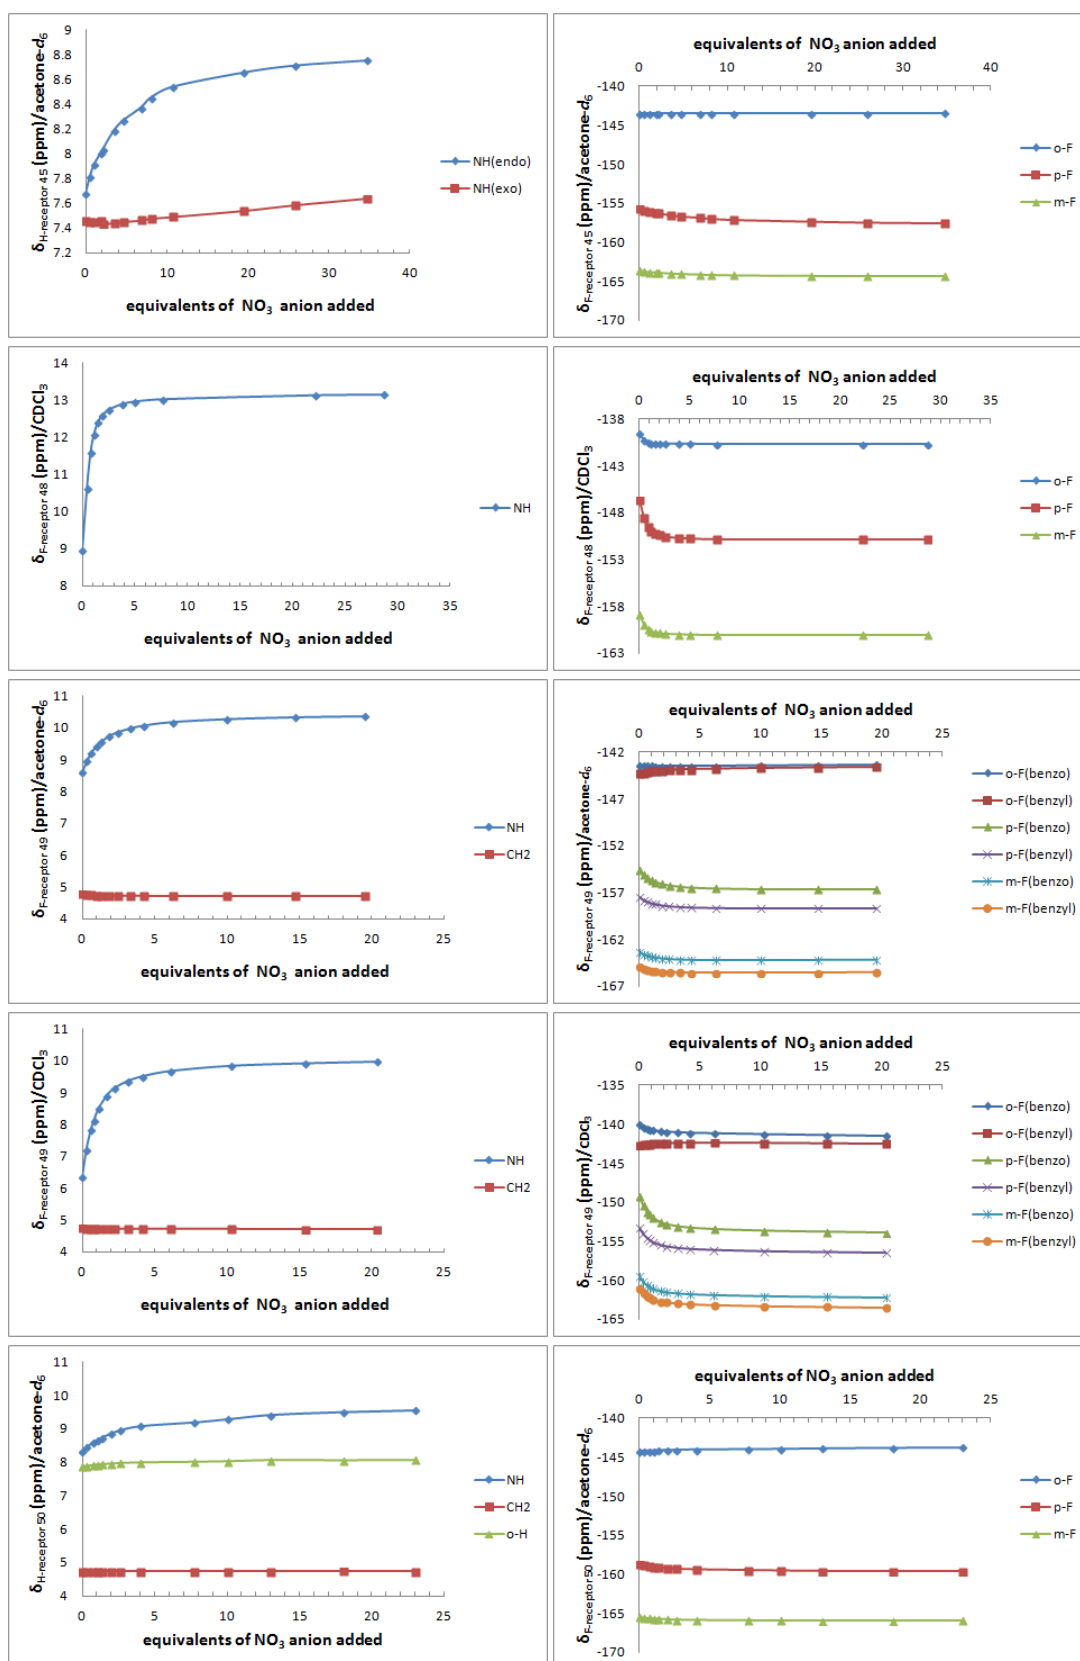 9
8.8
8.6
8.4
8.2
8
7.8
7.6
7.4
7.2
0 10 20 30 40
δH-receptor 45 (ppm)/acetone-d6
equivalents of NO3 anion added
NH(endo)
NH(exo)
equivalents of NO3 anion added
0 10 20 30 40
-140
-145
-150
-155
-160
-165
-170
δF-receptor 45 (ppm)/acetone-d6
o-F
p-F
m-F
14
13
12
11
10
9
8
0 5 10 15 20 25 30 35
δF-receptor 48 (ppm)/CDCl3
equivalents of NO3 anion added
NH
equivalents of NO3 anion added
0 5 10 15 20 25 30 35
-138
-143
-148
-153
-158
-163
δF-receptor 48 (ppm)/CDCl3
o-F
p-F
m-F
11
10
9
8
7
6
5
4
0 5 10 15 20 25
δF-receptor 49 (ppm)/acetone-d6
equivalents of NO3 anion added
NH
CH2
equivalents of NO3 anion added
0 5 10 15 20 25
-142
-147
-152
-157
-162
-167
δF-receptor 49 (ppm)/acetone-d6
o-F(benzo)
o-F(benzyl)
p-F(benzo)
p-F(benzyl)
m-F(benzo)
m-F(benzyl)
11
10
9
8
7
6
5
4
0 5 10 15 20 25
δF-receptor 49 (ppm)/CDCl3
equivalents of NO3 anion added
NH
CH2
equivalents of NO3 anion added
0 5 10 15 20 25
-135
-140
-145
-150
-155
-160
-165
δF-receptor 49 (ppm)/CDCl3
o-F(benzo)
o-F(benzyl)
p-F(benzo)
p-F(benzyl)
m-F(benzo)
m-F(benzyl)
11
10
9
8
7
6
5
4
0 5 10 15 20 25
δH-receptor 50 (ppm)/acetone-d6
equivalents of NO3 anion added
NH
CH2
o-H
equivalents of NO3 anion added
0 5 10 15 20 25
-140
-145
-150
-155
-160
-165
-170
δF-receptor 50 (ppm)/acetone-d6
o-F
p-F
m-F